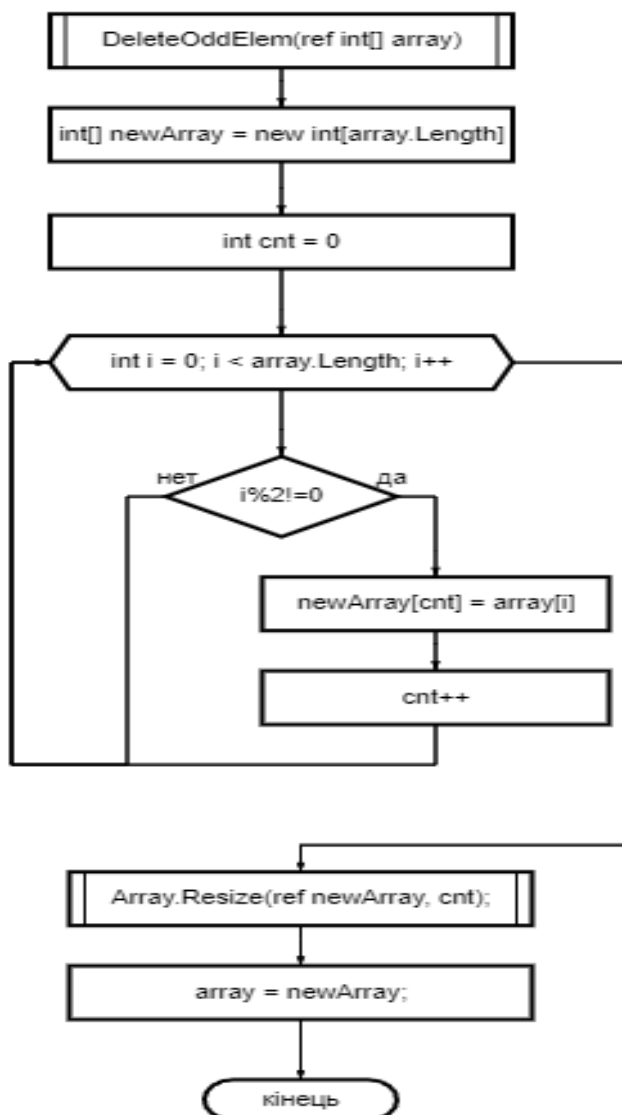 DeleteOddElem(ref int[] array)
int[] newArray = new int[array.Length]
int cnt = 0
int i = 0; i < array.Length; i++
нет
да
i%2!=0
newArray[cnt] = array[i]
cnt++
Array.Resize(ref newArray, cnt);
array = newArray;
кінець